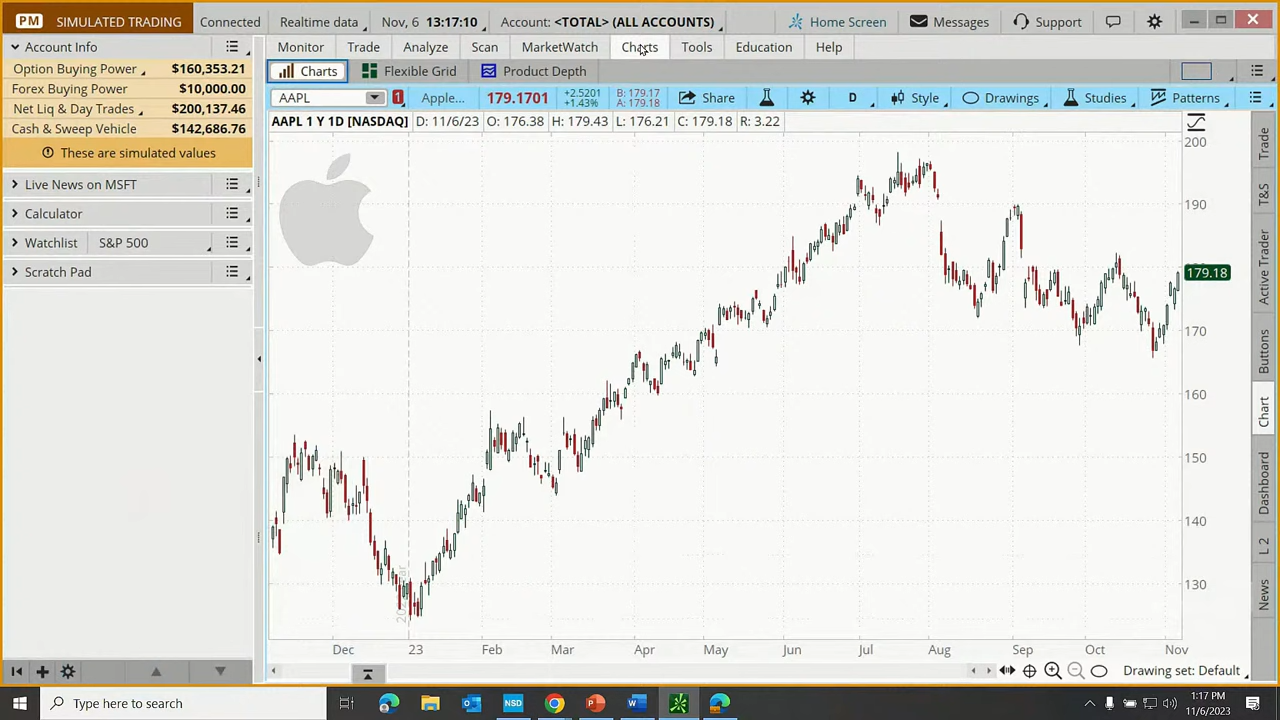 PM SIMULATED TRADING Connected Realtime data Nov, 6 13:17:10 Account: <TOTAL> (ALL ACCOUNTS) Home Screen Messages Support
Account Info
Option Buying Power $160,353.21
Forex Buying Power $10,000.00
Net Liq & Day Trades $200,137.46
Cash & Sweep Vehicle $142,686.76
These are simulated values
Live News on MSFT
Calculator
Watchlist S&P 500
Scratch Pad
Monitor Trade Analyze Scan MarketWatch Charts Tools Education Help
Charts Flexible Grid Product Depth
AAPL 1 Apple... 179.1701 +2.5201 +1.43% B: 179.17 A: 179.18 Share D Style Drawings Studies Patterns
AAPL 1 Y 1D [NASDAQ] D: 11/6/23 O: 176.38 H: 179.43 L: 176.21 C: 179.18 R: 3.22
200
190
179.18
170
160
150
140
130
Dec 23 Feb Mar Apr May Jun Jul Aug Sep Oct Nov
Drawing set: Default
Trade
T&S
Active Trader
Buttons
Chart
Dashboard
L 2
News
Type here to search
NSD
1:17 PM
11/6/2023